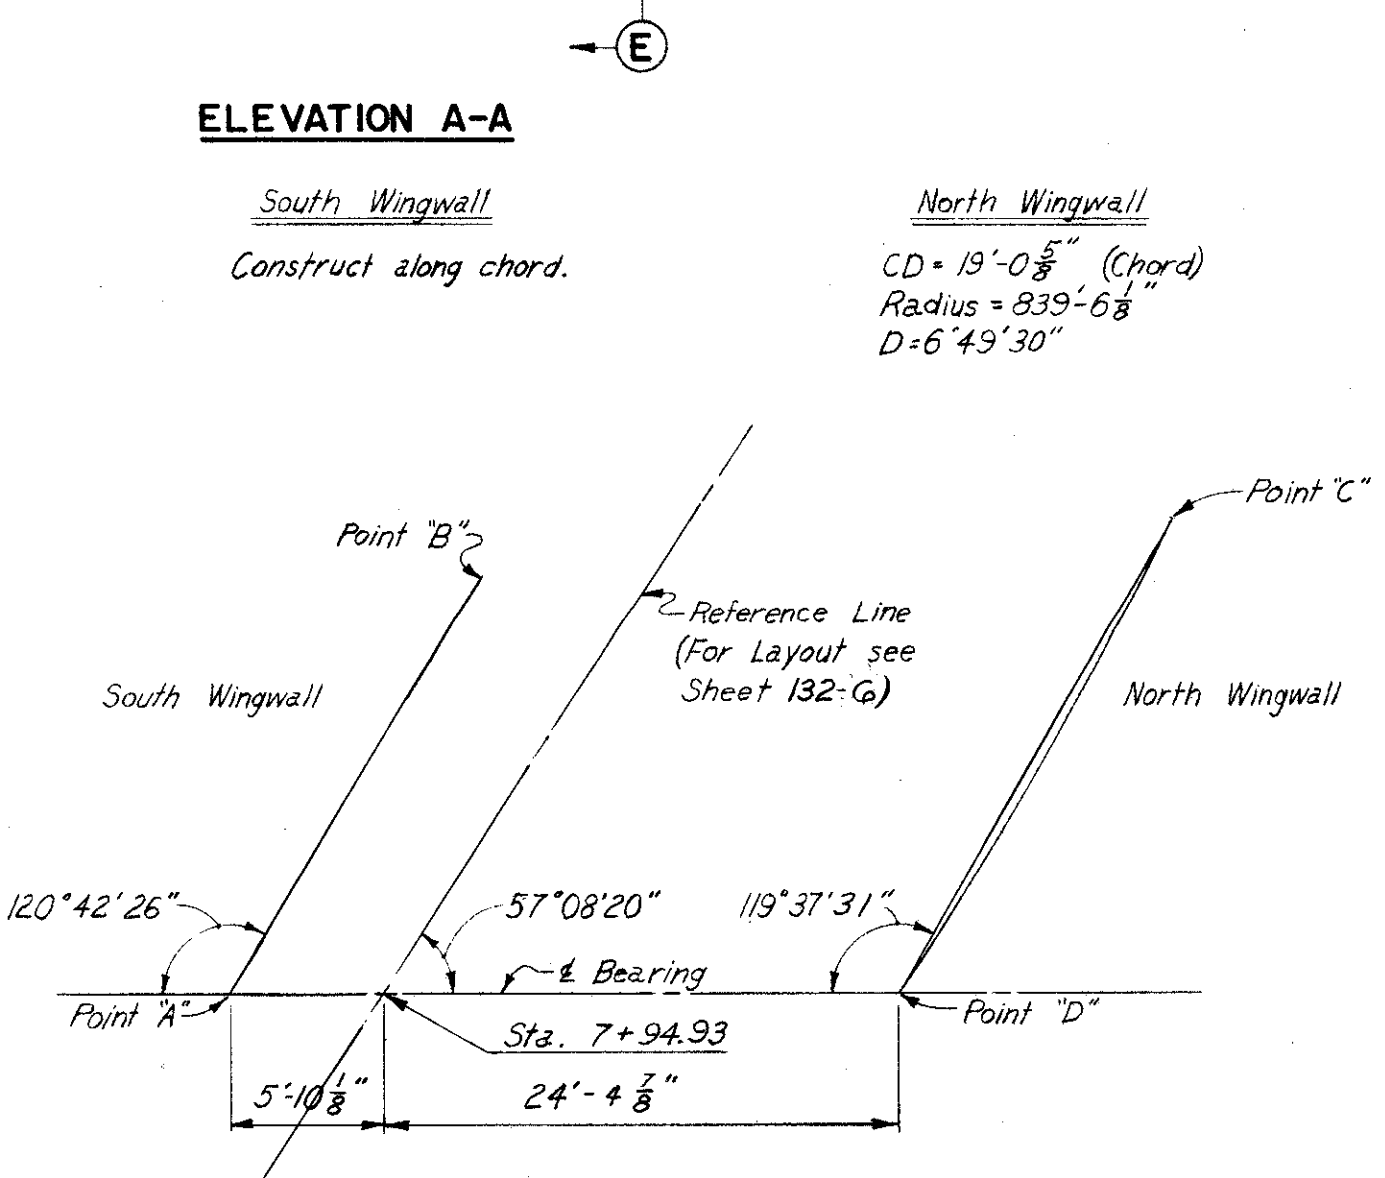 E
ELEVATION A-A
South Wingwall
Construct along chord.
North Wingwall
CD = 19'-0 5/8" (Chord)
Radius = 839'-6 1/8"
D=6°49'30"
Point "C"
Point "B"
Reference Line
(For Layout see
Sheet 132-G)
South Wingwall
North Wingwall
120°42'26"
57°08'20"
119°37'31"
℄ Bearing
Point "A"
Point "D"
Sta. 7+94.93
5'-10 1/8"
24'-4 7/8"